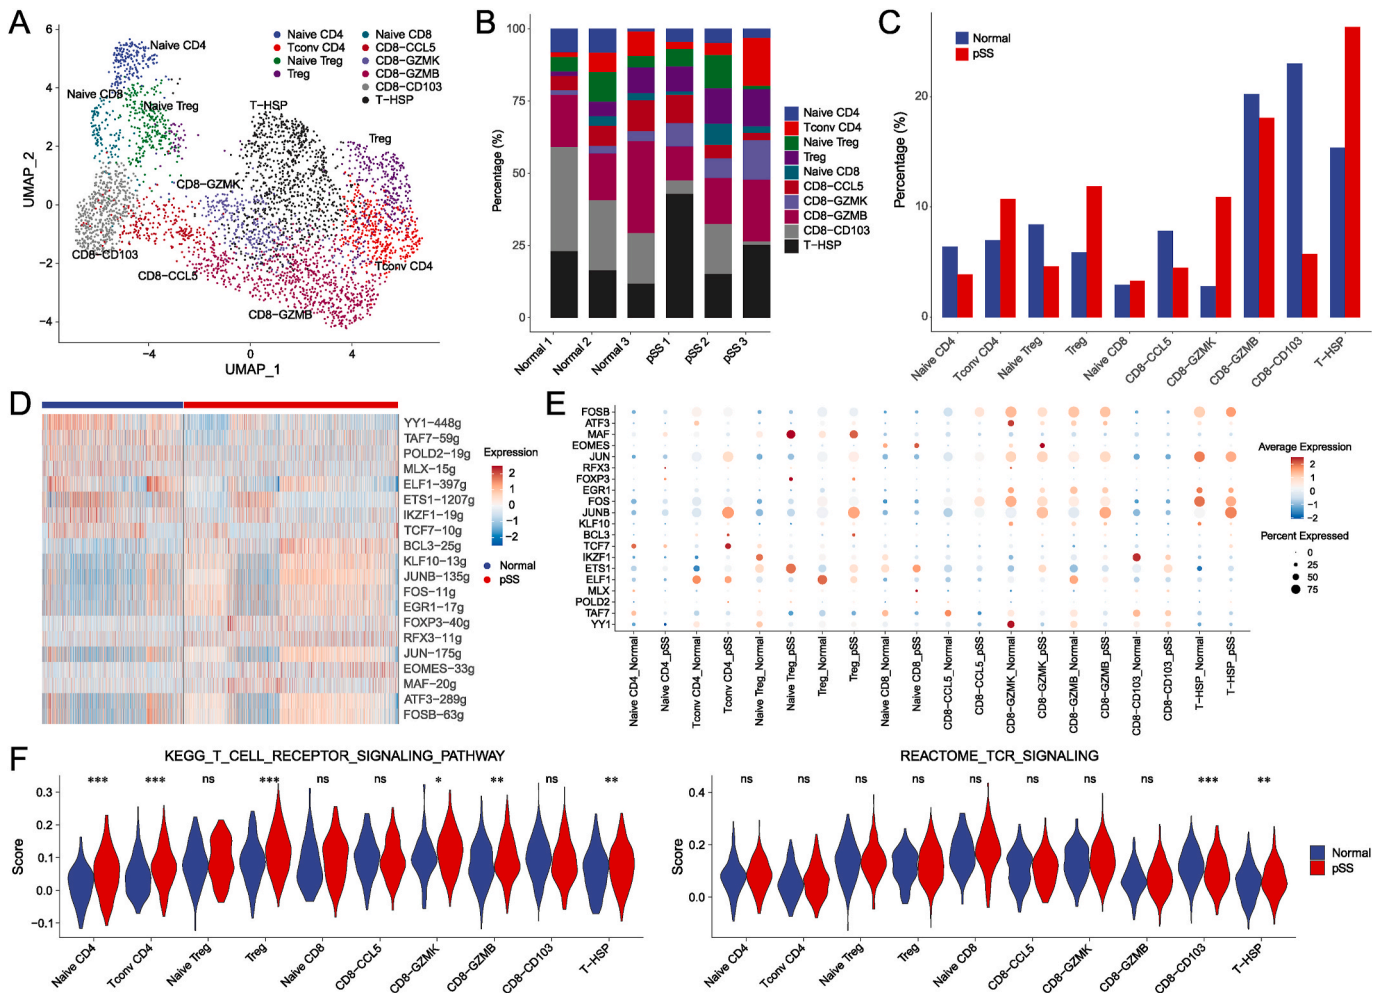 A
UMAP_2
6
4
2
0
−2
−4
−4
0
4
UMAP_1
Naive CD4
Tconv CD4
Naive Treg
Treg
Naive CD8
CD8−CCL5
CD8−GZMK
CD8−GZMB
CD8−CD103
T−HSP
Naive CD4
Naive CD8
Naive Treg
T−HSP
Treg
CD8−GZMK
CD8−CD103
CD8−CCL5
Tconv CD4
CD8−GZMB
B
Percentage (%)
100
75
50
25
0
Normal 1
Normal 2
Normal 3
pSS 1
pSS 2
pSS 3
Naive CD4
Tconv CD4
Naive Treg
Treg
Naive CD8
CD8−CCL5
CD8−GZMK
CD8−GZMB
CD8−CD103
T−HSP
C
Percentage (%)
20
10
0
Normal
pSS
Naive CD4
Tconv CD4
Naive Treg
Treg
Naive CD8
CD8−CCL5
CD8−GZMK
CD8−GZMB
CD8−CD103
T−HSP
D
YY1−448g
TAF7−59g
POLD2−19g
MLX−15g
ELF1−397g
ETS1−1207g
IKZF1−19g
TCF7−10g
BCL3−25g
KLF10−13g
JUNB−135g
FOS−11g
EGR1−17g
FOXP3−40g
RFX3−11g
JUN−175g
EOMES−33g
MAF−20g
ATF3−289g
FOSB−63g
Expression
2
1
0
−1
−2
Normal
pSS
E
FOSB
ATF3
MAF
EOMES
JUN
RFX3
FOXP3
EGR1
FOS
JUNB
KLF10
BCL3
TCF7
IKZF1
ETS1
ELF1
MLX
POLD2
TAF7
YY1
Naive CD4_Normal
Naive CD4_pSS
Tconv CD4_Normal
Tconv CD4_pSS
Naive Treg_Normal
Naive Treg_pSS
Treg_Normal
Treg_pSS
Naive CD8_Normal
Naive CD8_pSS
CD8−CCL5_Normal
CD8−CCL5_pSS
CD8−GZMK_Normal
CD8−GZMK_pSS
CD8−GZMB_Normal
CD8−GZMB_pSS
CD8−CD103_Normal
CD8−CD103_pSS
T−HSP_Normal
T−HSP_pSS
Average Expression
2
1
0
−1
−2
Percent Expressed
0
25
50
75
F
KEGG_T_CELL_RECEPTOR_SIGNALING_PATHWAY
*** *** ns *** ns ns * ** ns **
Score
0.3
0.2
0.1
0.0
−0.1
Naive CD4
Tconv CD4
Naive Treg
Treg
Naive CD8
CD8−CCL5
CD8−GZMK
CD8−GZMB
CD8−CD103
T−HSP
REACTOME_TCR_SIGNALING
ns ns ns ns ns ns ns ns *** **
Score
0.4
0.2
0.0
Naive CD4
Tconv CD4
Naive Treg
Treg
Naive CD8
CD8−CCL5
CD8−GZMK
CD8−GZMB
CD8−CD103
T−HSP
Normal
pSS